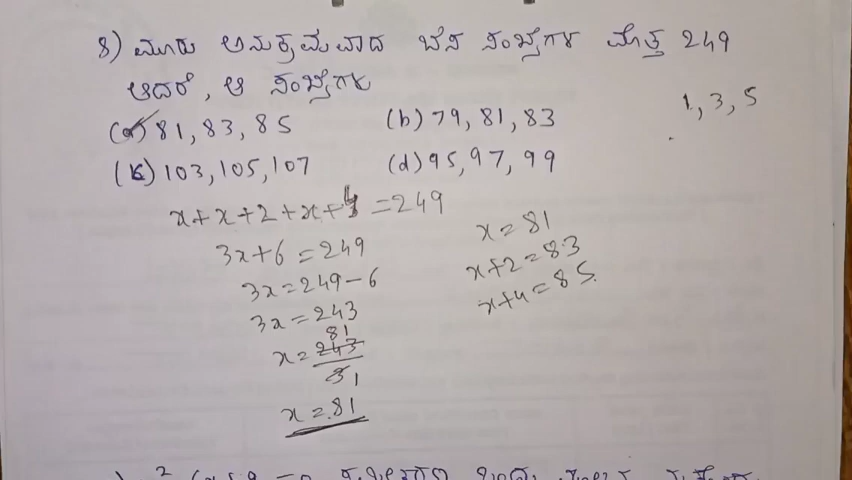 8) ಮೂರು ಅನುಕ್ರಮವಾದ ಬೆಸ ಸಂಖ್ಯೆಗಳ ಮೊತ್ತ 249
ಆದರೆ, ಆ ಸಂಖ್ಯೆಗಳು
1, 3, 5
(a) 81, 83, 85 (b) 79, 81, 83
(c) 103, 105, 107 (d) 95, 97, 99
x+x+2+x+4 = 249
3x+6 = 249
3x = 249-6
3x = 243
81
x = 243
3 1
x = 81
x = 81
x+2 = 83
x+4 = 85